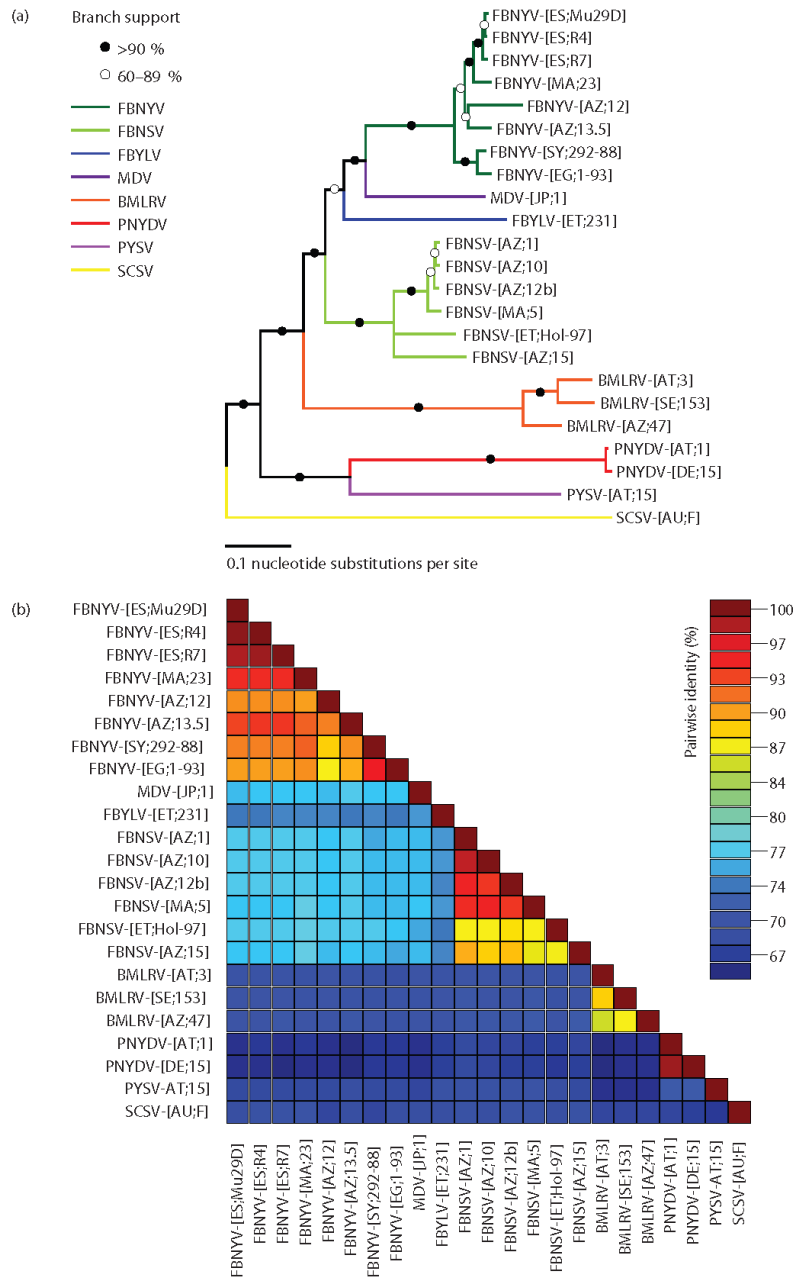 (a)
Branch support
>90 %
60–89 %
FBNYV
FBNSV
FBYLV
MDV
BMLRV
PNYDV
PYSV
SCSV
FBNYV-[ES;Mu29D]
FBNYV-[ES;R4]
FBNYV-[ES;R7]
FBNYV-[MA;23]
FBNYV-[AZ;12]
FBNYV-[AZ;13.5]
FBNYV-[SY;292-88]
FBNYV-[EG;1-93]
MDV-[JP;1]
FBYLV-[ET;231]
FBNSV-[AZ;1]
FBNSV-[AZ;10]
FBNSV-[AZ;12b]
FBNSV-[MA;5]
FBNSV-[ET;Hol-97]
FBNSV-[AZ;15]
BMLRV-[AT;3]
BMLRV-[SE;153]
BMLRV-[AZ;47]
PNYDV-[AT;1]
PNYDV-[DE;15]
PYSV-[AT;15]
SCSV-[AU;F]
0.1 nucleotide substitutions per site
(b)
FBNYV-[ES;Mu29D]
FBNYV-[ES;R4]
FBNYV-[ES;R7]
FBNYV-[MA;23]
FBNYV-[AZ;12]
FBNYV-[AZ;13.5]
FBNYV-[SY;292-88]
FBNYV-[EG;1-93]
MDV-[JP;1]
FBYLV-[ET;231]
FBNSV-[AZ;1]
FBNSV-[AZ;10]
FBNSV-[AZ;12b]
FBNSV-[MA;5]
FBNSV-[ET;Hol-97]
FBNSV-[AZ;15]
BMLRV-[AT;3]
BMLRV-[SE;153]
BMLRV-[AZ;47]
PNYDV-[AT;1]
PNYDV-[DE;15]
PYSV-AT;15]
SCSV-[AU;F]
Pairwise identity (%)
100
97
93
90
87
84
80
77
74
70
67
FBNYV-[ES;Mu29D]
FBNYV-[ES;R4]
FBNYV-[ES;R7]
FBNYV-[MA;23]
FBNYV-[AZ;12]
FBNYV-[AZ;13.5]
FBNYV-[SY;292-88]
FBNYV-[EG;1-93]
MDV-[JP;1]
FBYLV-[ET;231]
FBNSV-[AZ;1]
FBNSV-[AZ;10]
FBNSV-[AZ;12b]
FBNSV-[MA;5]
FBNSV-[ET;Hol-97]
FBNSV-[AZ;15]
BMLRV-[AT;3]
BMLRV-[SE;153]
BMLRV-[AZ;47]
PNYDV-[AT;1]
PNYDV-[DE;15]
PYSV-AT;15]
SCSV-[AU;F]